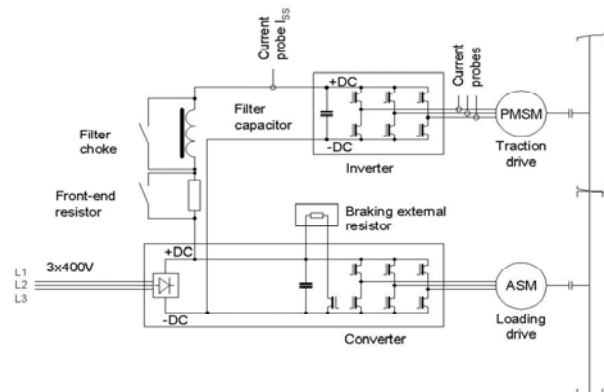 Current
probe I_SS
+DC
Filter
capacitor
-DC
Inverter
Current
probes
PMSM
Traction
drive
Filter
choke
Front-end
resistor
Braking external
resistor
+DC
L1
L2
L3
3x400V
-DC
Converter
ASM
Loading
drive